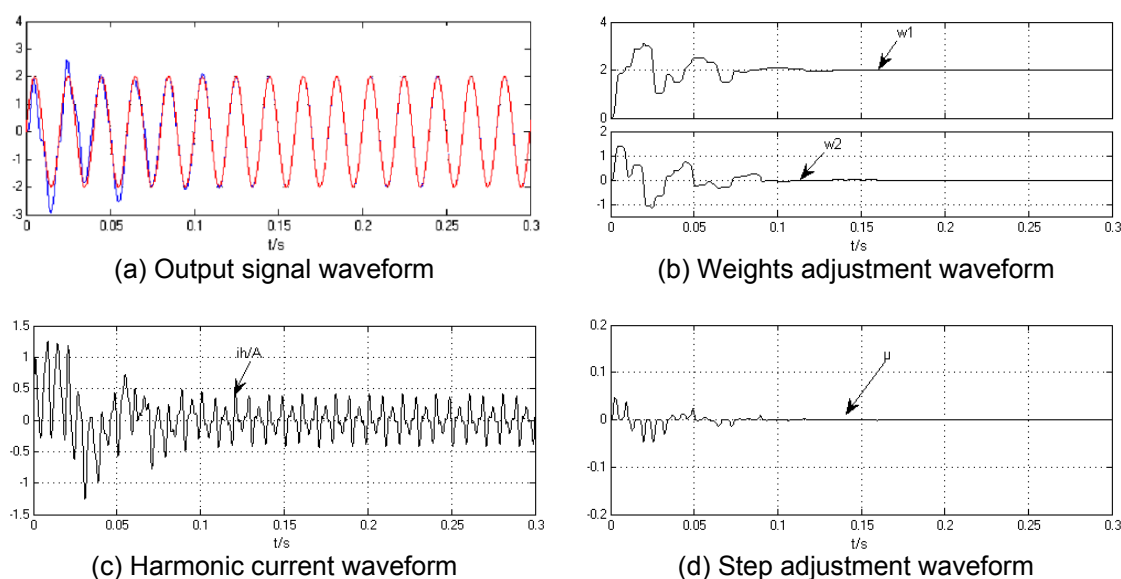 4
3
2
1
0
-1
-2
-3
0 0.05 0.1 0.15 0.2 0.25 0.3
t/s
(a) Output signal waveform
4
2
0
w1
2
1
0
-1
w2
0 0.05 0.1 0.15 0.2 0.25 0.3
t/s
(b) Weights adjustment waveform
1.5
1
0.5
0
-0.5
-1
-1.5
ih/A
0 0.05 0.1 0.15 0.2 0.25 0.3
t/s
(c) Harmonic current waveform
0.2
0.1
0
-0.1
-0.2
μ
0 0.05 0.1 0.15 0.2 0.25 0.3
t/s
(d) Step adjustment waveform